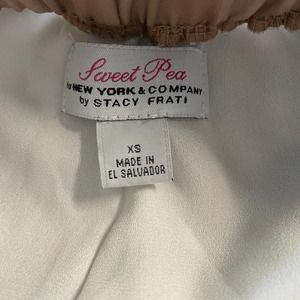 Sweet Pea
for NEW YORK & COMPANY
by STACY FRATI
XS
MADE IN
EL SALVADOR